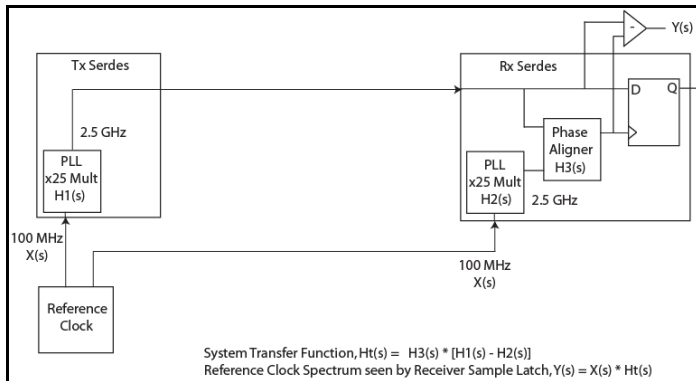 Y(s)
-
Tx Serdes
Rx Serdes
D
Q
2.5 GHz
Phase
Aligner
H3(s)
PLL
x25 Mult
H1(s)
PLL
x25 Mult
H2(s)
2.5 GHz
100 MHz
X(s)
100 MHz
X(s)
Reference
Clock
System Transfer Function, Ht(s) = H3(s) * [H1(s) - H2(s)]
Reference Clock Spectrum seen by Receiver Sample Latch, Y(s) = X(s) * Ht(s)